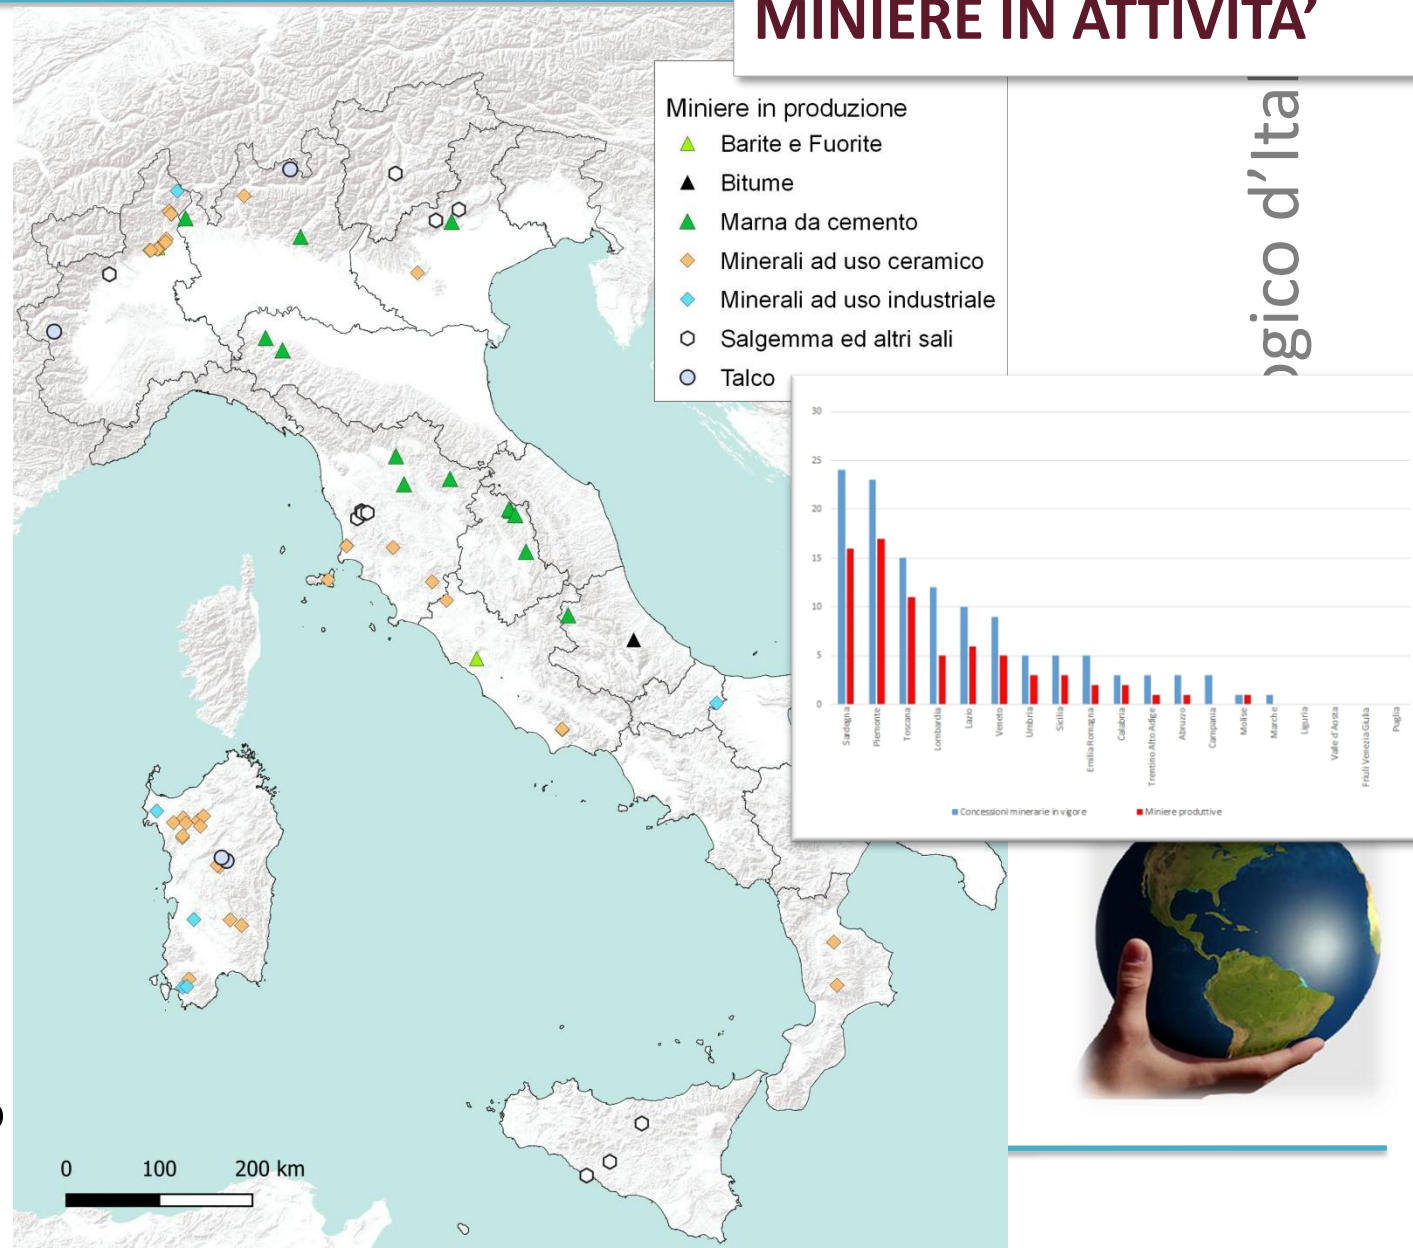 MINIERE IN ATTIVITA’
Miniere in produzione
Barite e Fuorite
Bitume
Marna da cemento
Minerali ad uso ceramico
Minerali ad uso industriale
Salgemma ed altri sali
Talco
ogico d’Ital
30
25
20
15
10
5
0
Sardegna
Piemonte
Toscana
Lombardia
Lazio
Veneto
Umbria
Sicilia
Emilia Romagna
Calabria
Trentino Alto Adige
Abruzzo
Campania
Molise
Marche
Liguria
Valle d'Aosta
Friuli Venezia Giulia
Puglia
Concessioni minerarie in vigore
Miniere produttive
0 100 200 km